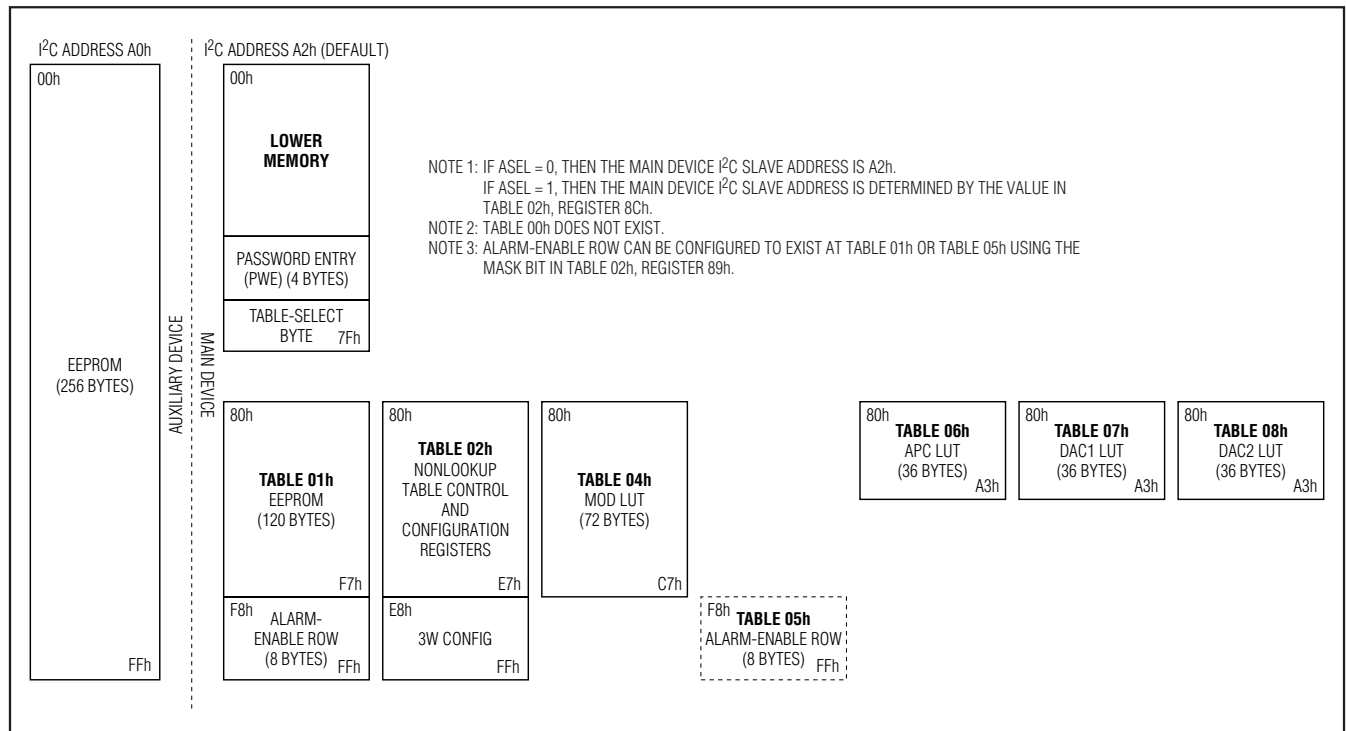 I2C ADDRESS A0h
00h
EEPROM
(256 BYTES)
FFh
AUXILIARY DEVICE
MAIN DEVICE
I2C ADDRESS A2h (DEFAULT)
00h
LOWER
MEMORY
PASSWORD ENTRY
(PWE) (4 BYTES)
TABLE-SELECT
BYTE
7Fh
NOTE 1: IF ASEL = 0, THEN THE MAIN DEVICE I2C SLAVE ADDRESS IS A2h.
IF ASEL = 1, THEN THE MAIN DEVICE I2C SLAVE ADDRESS IS DETERMINED BY THE VALUE IN
TABLE 02h, REGISTER 8Ch.
NOTE 2: TABLE 00h DOES NOT EXIST.
NOTE 3: ALARM-ENABLE ROW CAN BE CONFIGURED TO EXIST AT TABLE 01h OR TABLE 05h USING THE
MASK BIT IN TABLE 02h, REGISTER 89h.
80h
TABLE 01h
EEPROM
(120 BYTES)
F7h
F8h
ALARM-
ENABLE ROW
(8 BYTES)
FFh
80h
TABLE 02h
NONLOOKUP
TABLE CONTROL
AND
CONFIGURATION
REGISTERS
E7h
E8h
3W CONFIG
FFh
80h
TABLE 04h
MOD LUT
(72 BYTES)
C7h
F8h
TABLE 05h
ALARM-ENABLE ROW
(8 BYTES)
FFh
80h
TABLE 06h
APC LUT
(36 BYTES)
A3h
80h
TABLE 07h
DAC1 LUT
(36 BYTES)
A3h
80h
TABLE 08h
DAC2 LUT
(36 BYTES)
A3h